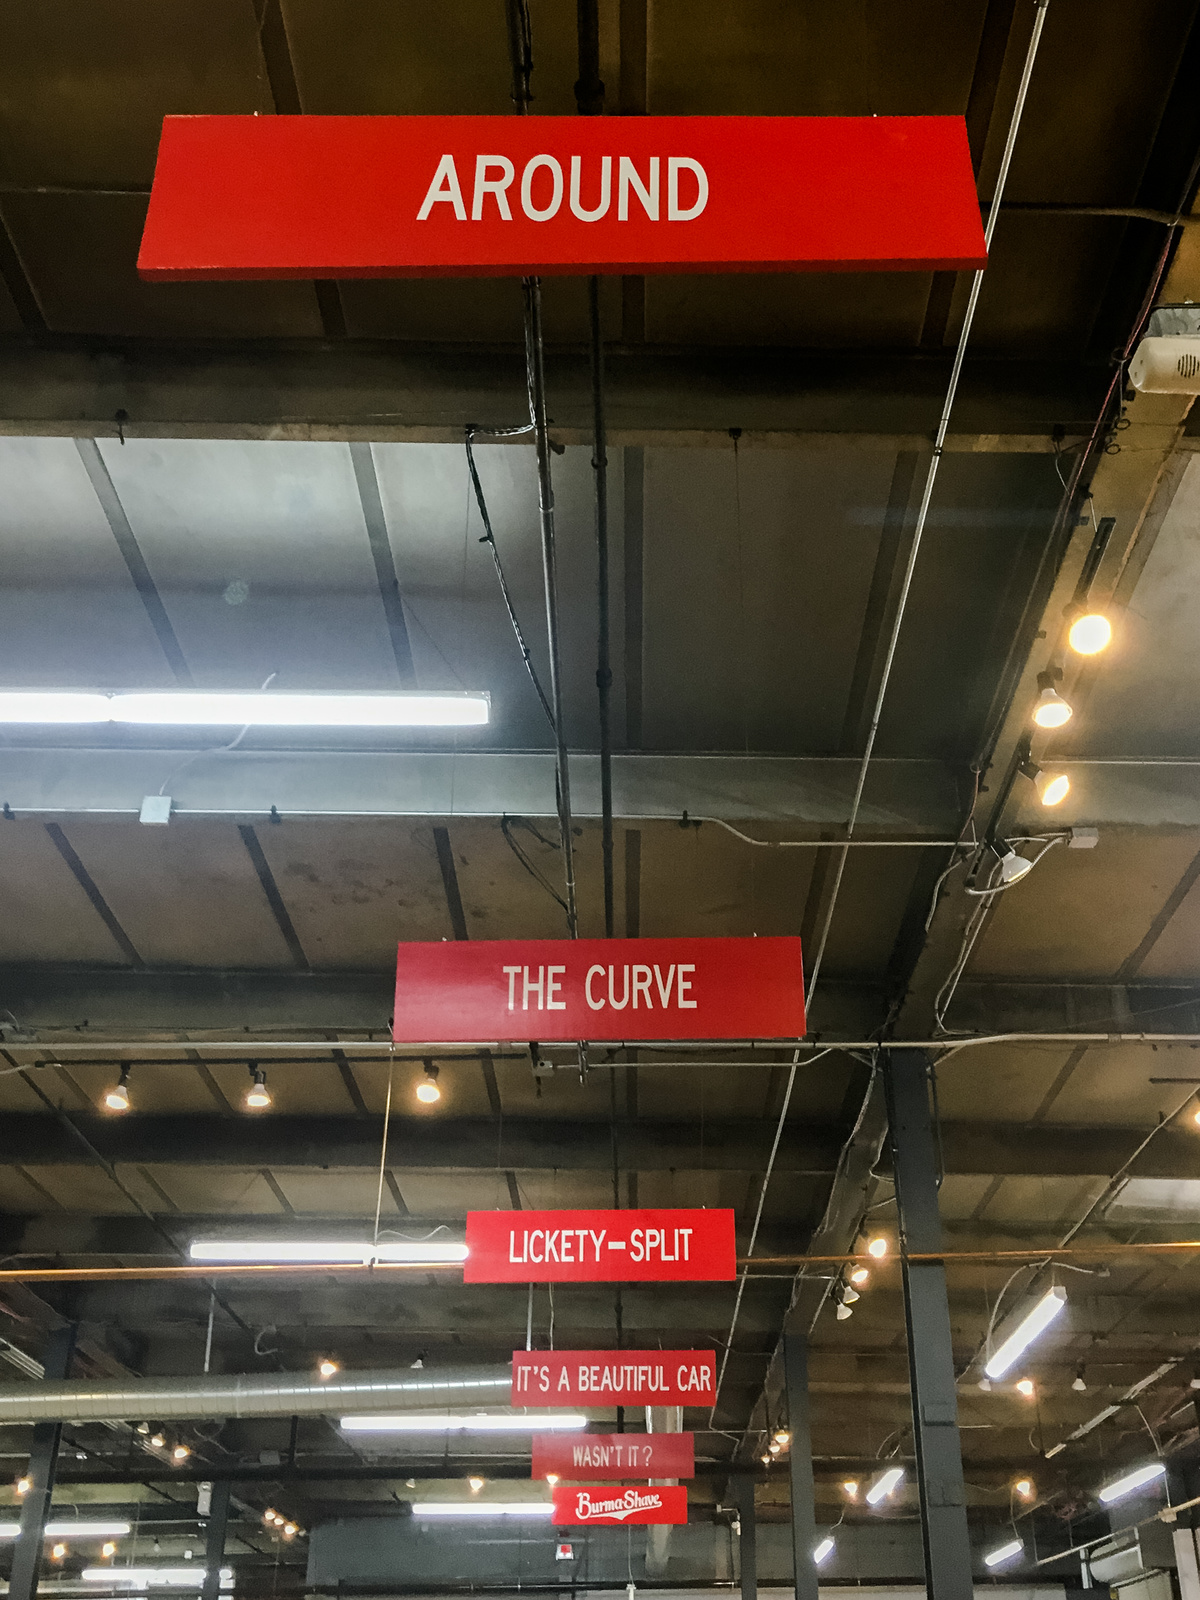 AROUND
THE CURVE
LICKETY-SPLIT
IT'S A BEAUTIFUL CAR
WASN'T IT?
Burma-Shave